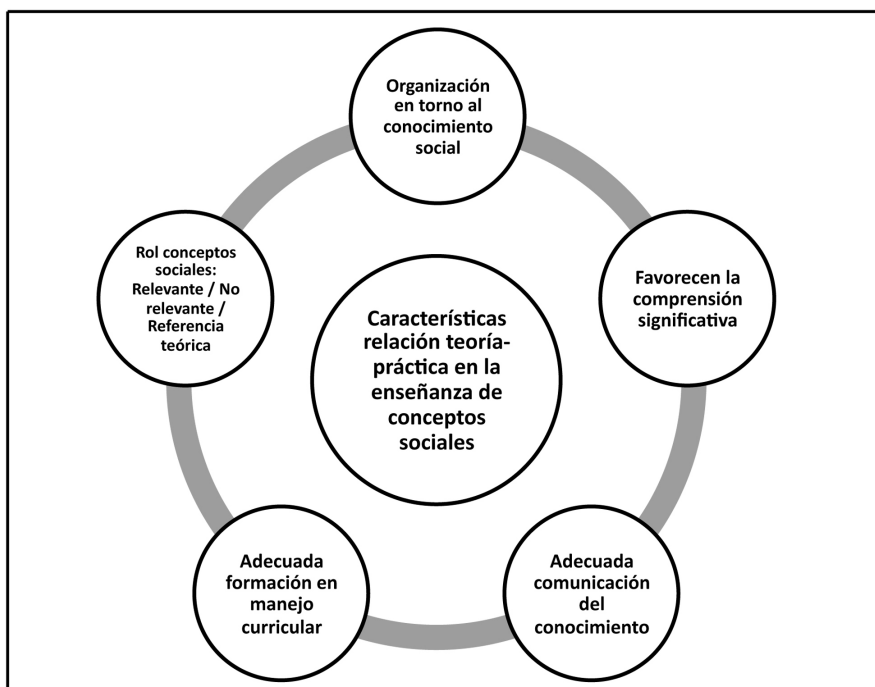 Organización
en torno al
conocimiento
social
Favorecen la
comprensión
significativa
Adecuada
comunicación
del
conocimiento
Adecuada
formación en
manejo
curricular
Rol conceptos
sociales:
Relevante / No
relevante /
Referencia
teórica
Características
relación teoría-
práctica en la
enseñanza de
conceptos
sociales